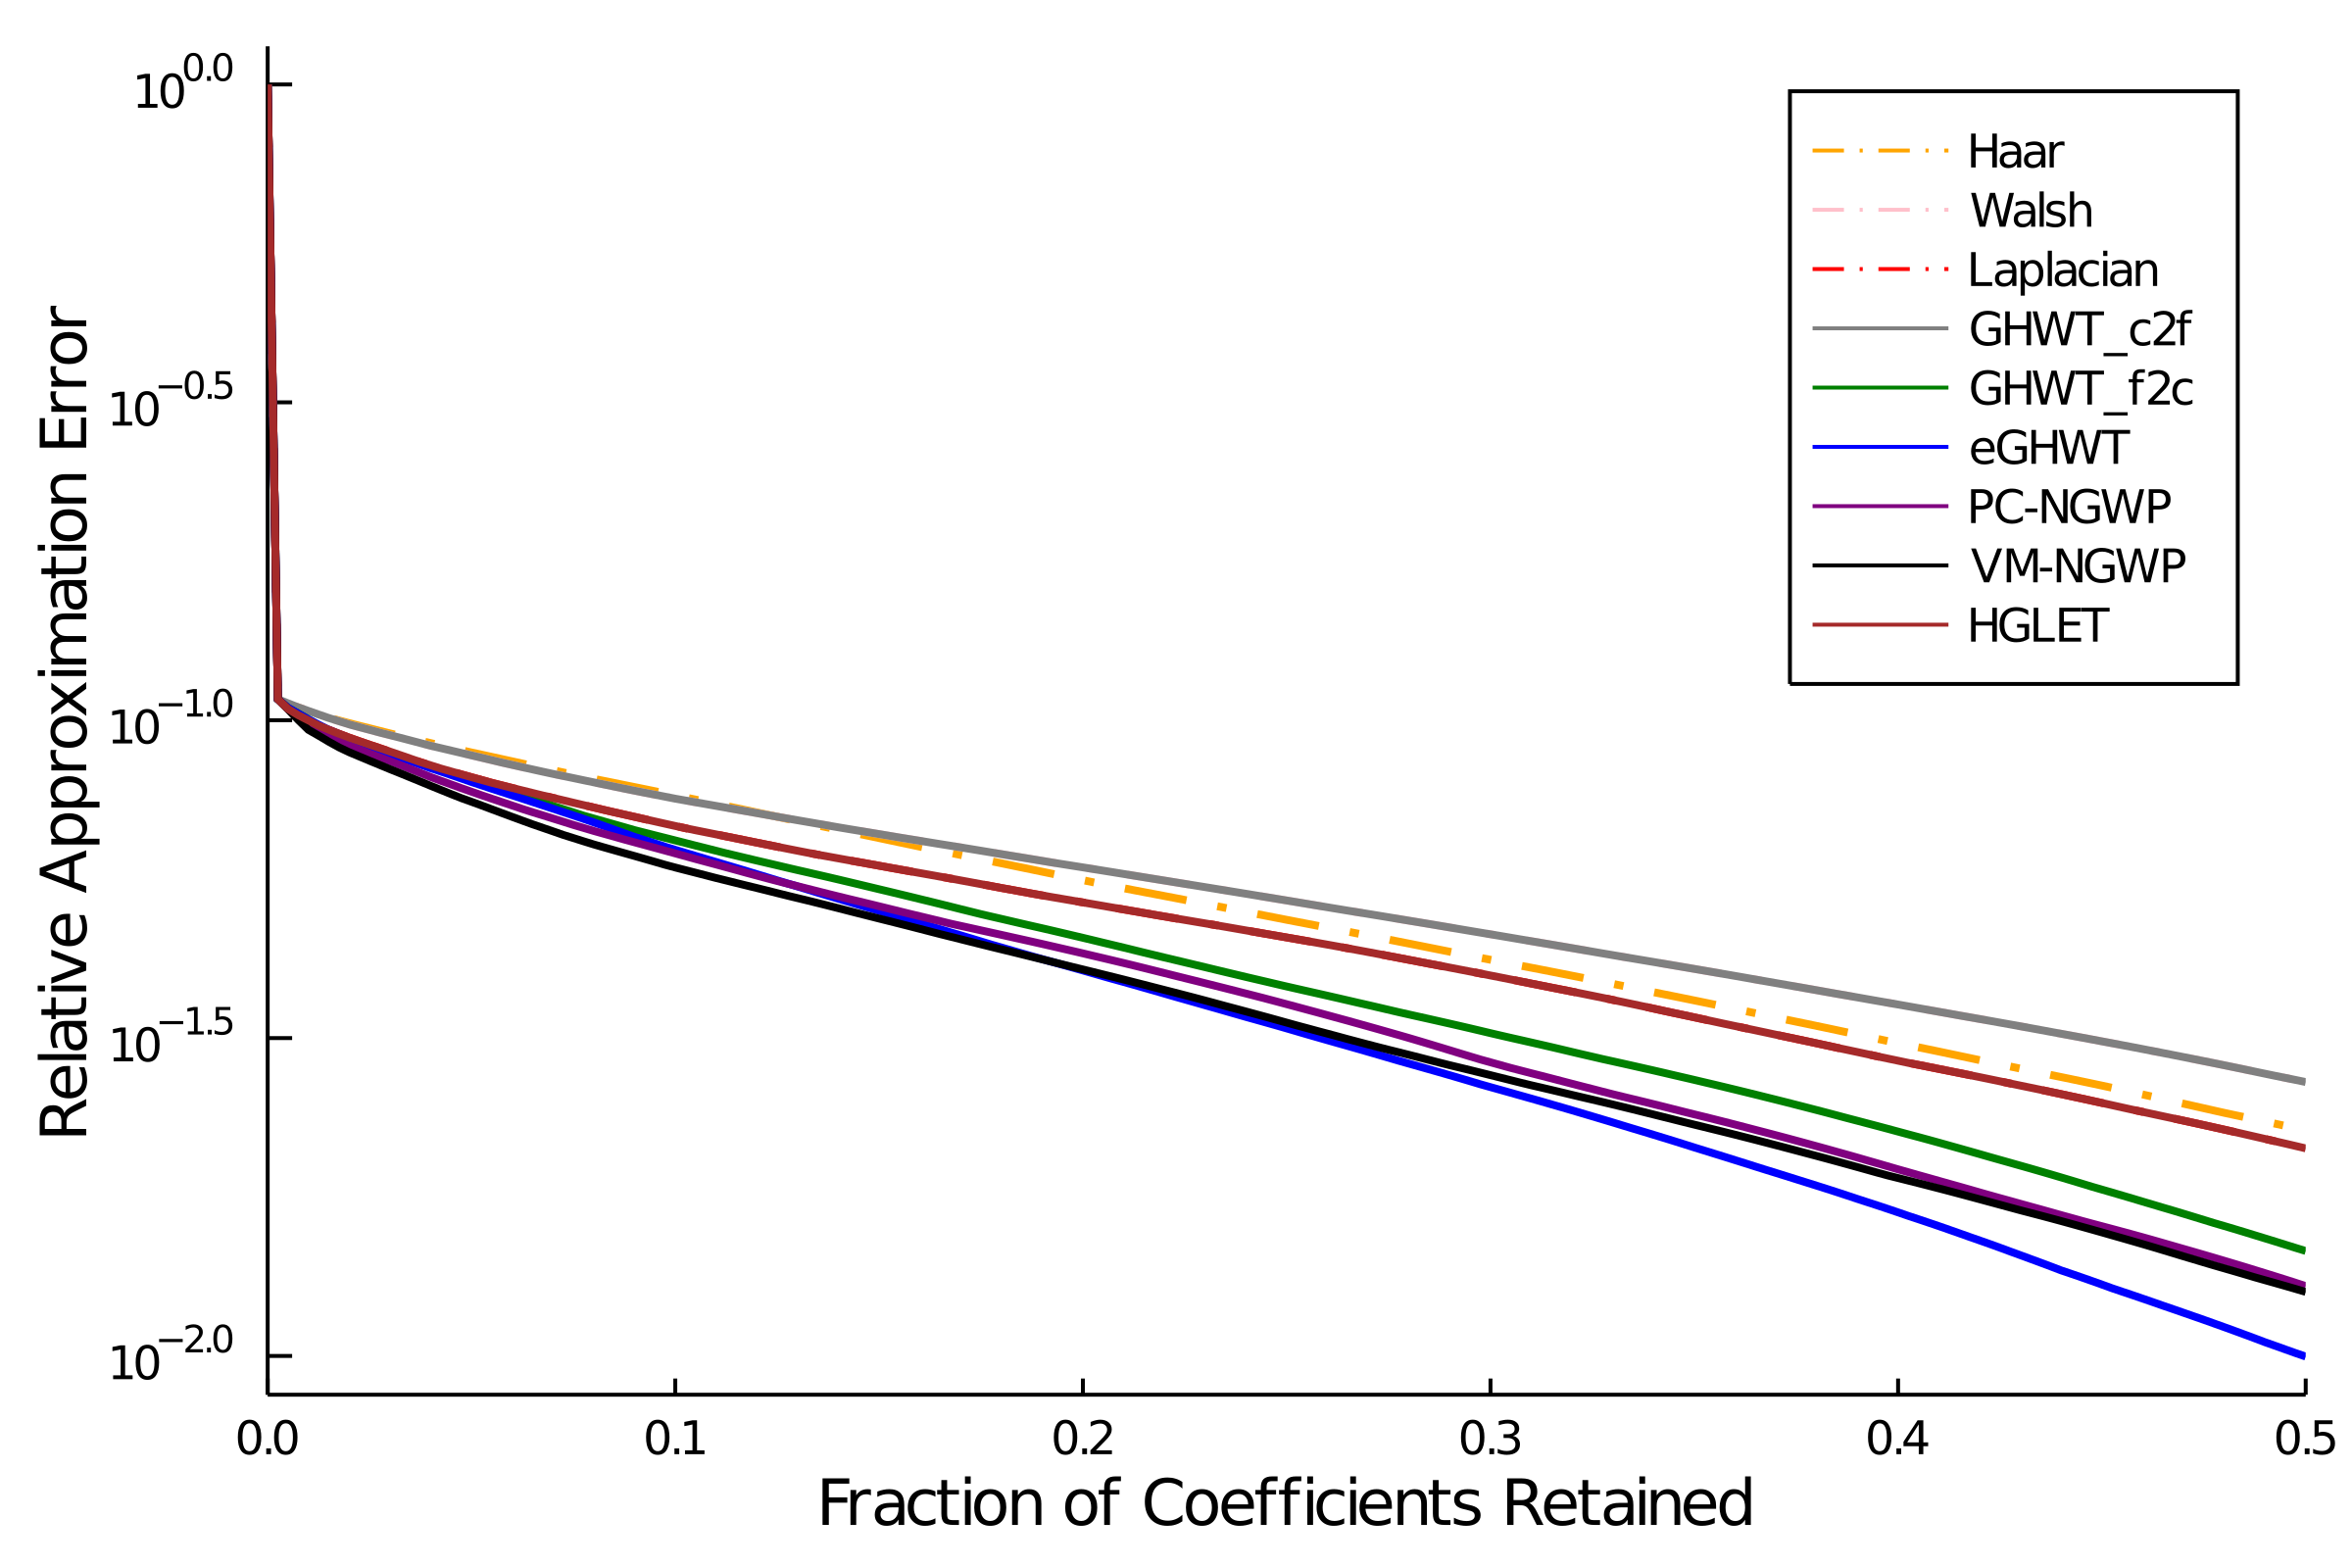 10^0.0
10^−0.5
10^−1.0
10^−1.5
10^−2.0
Relative Approximation Error
Haar
Walsh
Laplacian
GHWT_c2f
GHWT_f2c
eGHWT
PC-NGWP
VM-NGWP
HGLET
0.0 0.1 0.2 0.3 0.4 0.5
Fraction of Coefficients Retained